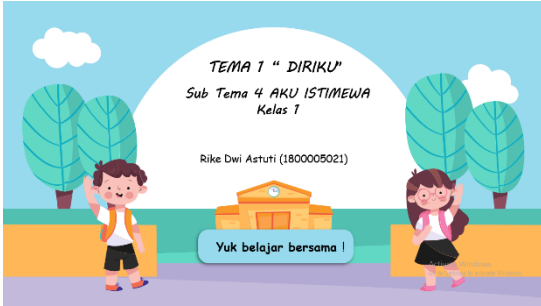 TEMA 1 “ DIRIKU”
Sub Tema 4 AKU ISTIMEWA
Kelas 1
Rike Dwi Astuti (1800005021)
Yuk belajar bersama !